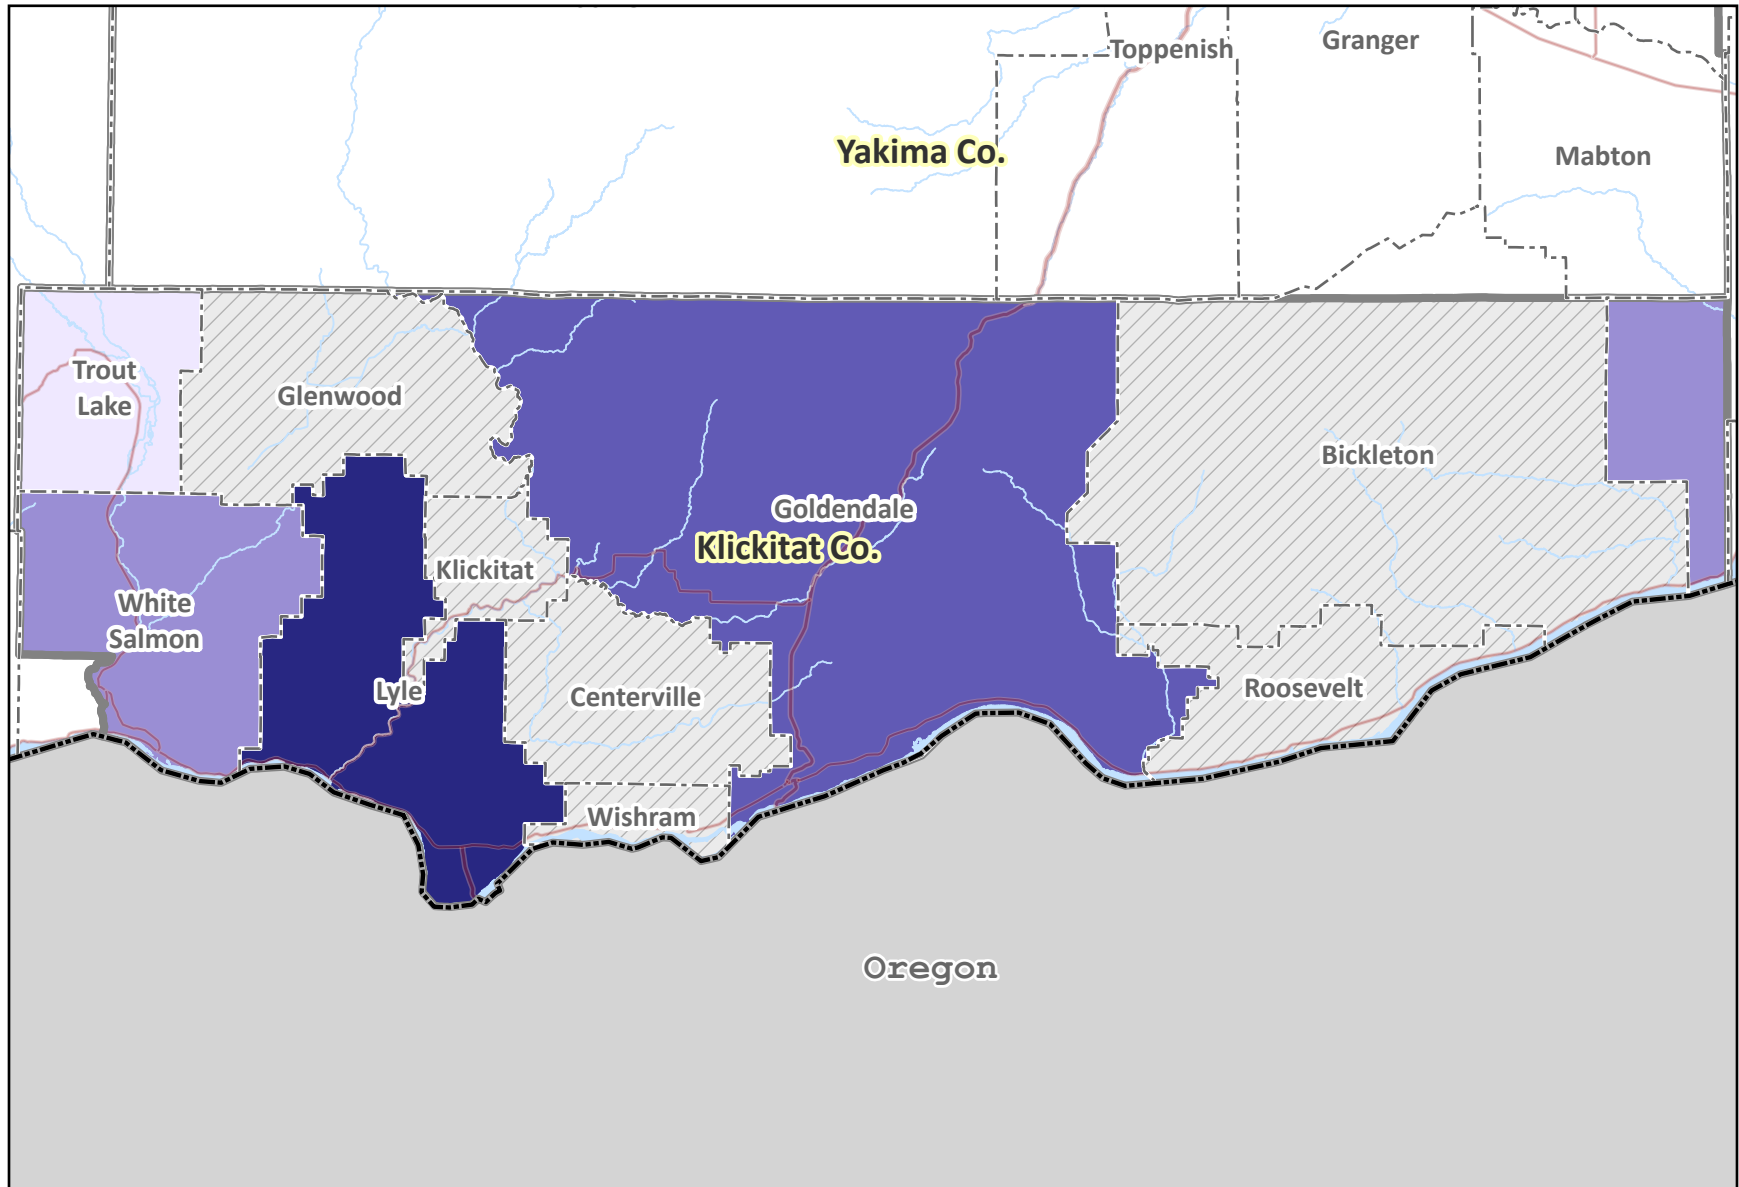 Toppenish
Granger
Yakima Co.
Mabton
Trout
Lake
Glenwood
Bickleton
Goldendale
Klickitat Co.
Klickitat
White
Salmon
Lyle
Centerville
Roosevelt
Wishram
Oregon